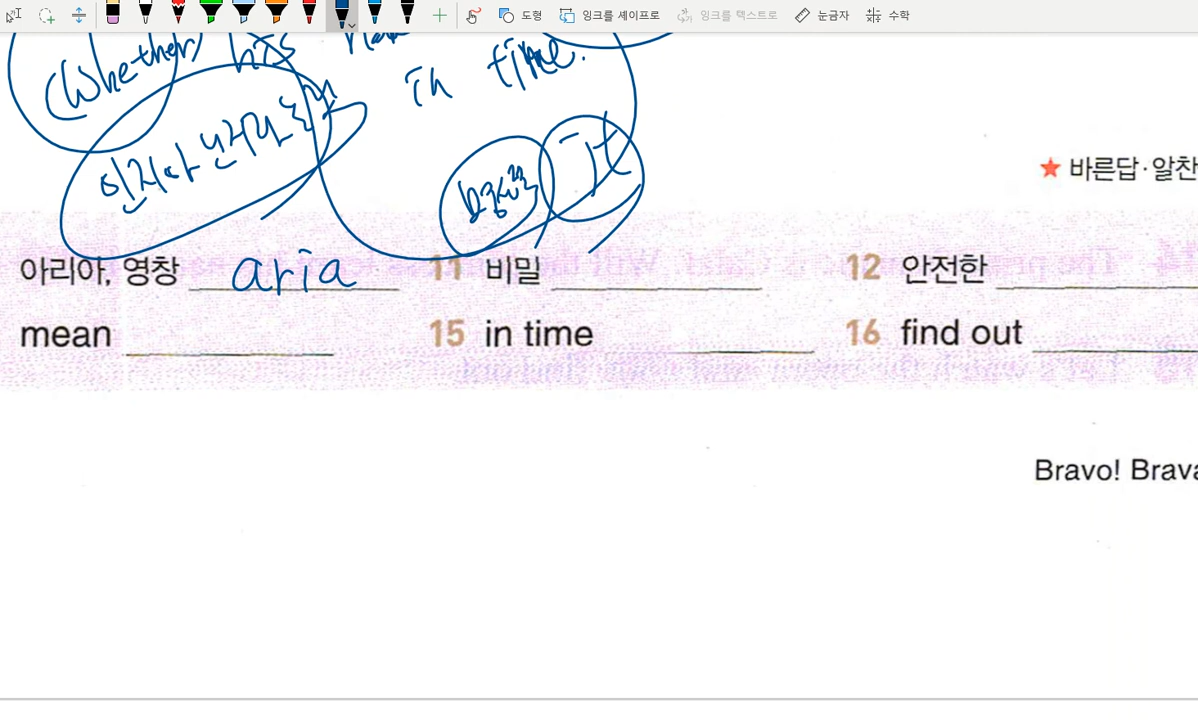 도형 잉크를 셰이프로 잉크를 텍스트로 눈금자 수학
(Whether) his
in time.
인지아닌지는
it
★ 바른답·알찬
아리아, 영창 aria 11 비밀 12 안전한
mean 15 in time 16 find out
Bravo! Brava